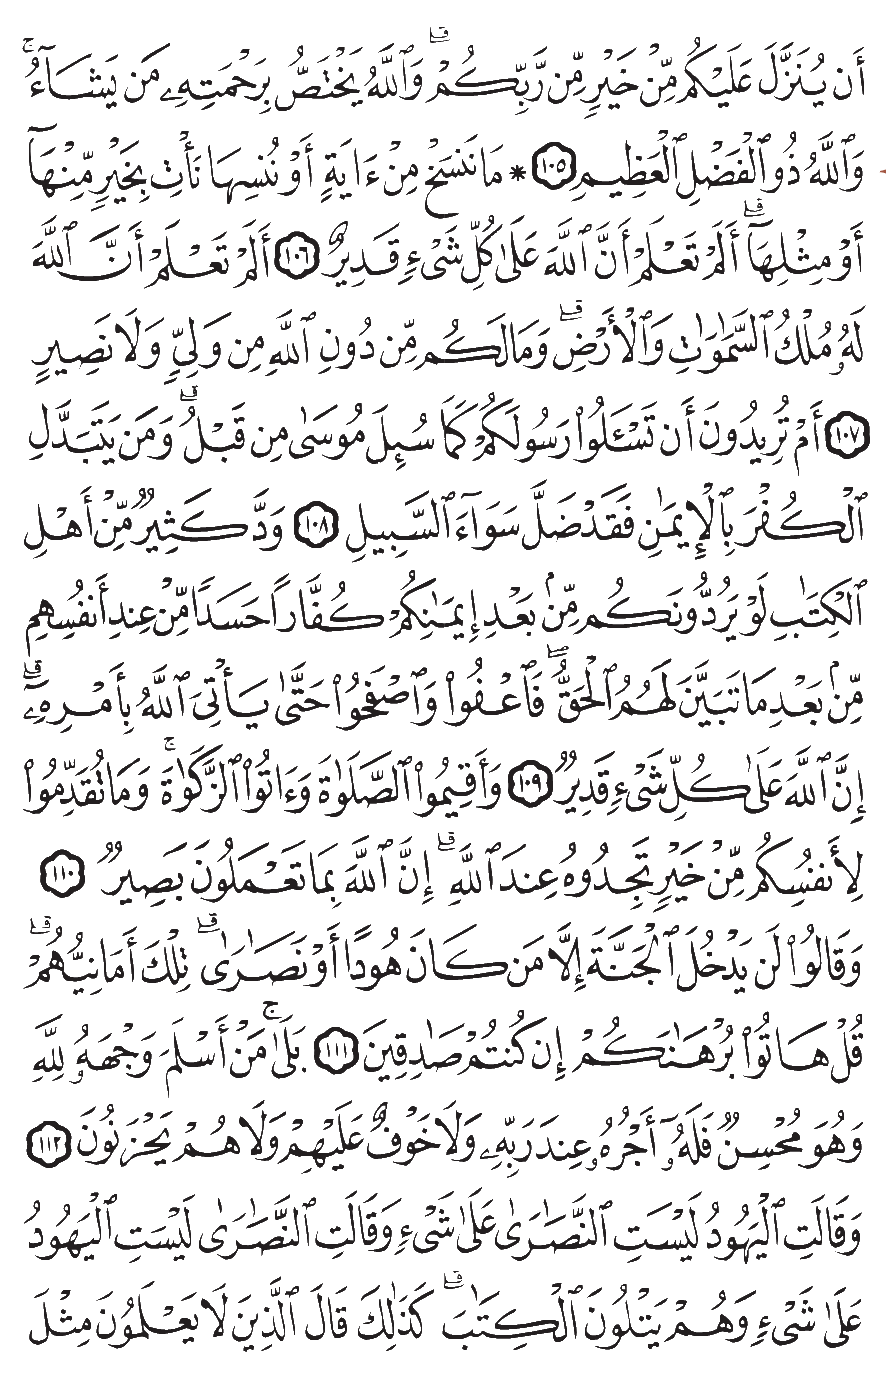 أَن يُنَزَّلَ عَلَيْكُم مِّنْ خَيْرٍ مِّن رَّبِّكُمْ ۗ وَٱللَّهُ يَخْتَصُّ بِرَحْمَتِهِۦ مَن يَشَآءُ ۚ
وَٱللَّهُ ذُو ٱلْفَضْلِ ٱلْعَظِيمِ ١٠٥ * مَا نَنسَخْ مِنْ ءَايَةٍ أَوْ نُنسِهَا نَأْتِ بِخَيْرٍ مِّنْهَآ
أَوْ مِثْلِهَآ ۗ أَلَمْ تَعْلَمْ أَنَّ ٱللَّهَ عَلَىٰ كُلِّ شَىْءٍ قَدِيرٌ ١٠٦ أَلَمْ تَعْلَمْ أَنَّ ٱللَّهَ
لَهُۥ مُلْكُ ٱلسَّمَٰوَٰتِ وَٱلْأَرْضِ ۗ وَمَا لَكُم مِّن دُونِ ٱللَّهِ مِن وَلِىٍّ وَلَا نَصِيرٍ
١٠٧ أَمْ تُرِيدُونَ أَن تَسْـَٔلُوا۟ رَسُولَكُمْ كَمَا سُئِلَ مُوسَىٰ مِن قَبْلُ ۗ وَمَن يَتَبَدَّلِ
ٱلْكُفْرَ بِٱلْإِيمَٰنِ فَقَدْ ضَلَّ سَوَآءَ ٱلسَّبِيلِ ١٠٨ وَدَّ كَثِيرٌ مِّنْ أَهْلِ
ٱلْكِتَٰبِ لَوْ يَرُدُّونَكُم مِّنۢ بَعْدِ إِيمَٰنِكُمْ كُفَّارًا حَسَدًا مِّنْ عِندِ أَنفُسِهِم
مِّنۢ بَعْدِ مَا تَبَيَّنَ لَهُمُ ٱلْحَقُّ ۖ فَٱعْفُوا۟ وَٱصْفَحُوا۟ حَتَّىٰ يَأْتِىَ ٱللَّهُ بِأَمْرِهِۦٓ ۗ
إِنَّ ٱللَّهَ عَلَىٰ كُلِّ شَىْءٍ قَدِيرٌ ١٠٩ وَأَقِيمُوا۟ ٱلصَّلَوٰةَ وَءَاتُوا۟ ٱلزَّكَوٰةَ ۚ وَمَا تُقَدِّمُوا۟
لِأَنفُسِكُم مِّنْ خَيْرٍ تَجِدُوهُ عِندَ ٱللَّهِ ۗ إِنَّ ٱللَّهَ بِمَا تَعْمَلُونَ بَصِيرٌ ١١٠
وَقَالُوا۟ لَن يَدْخُلَ ٱلْجَنَّةَ إِلَّا مَن كَانَ هُودًا أَوْ نَصَٰرَىٰ ۗ تِلْكَ أَمَانِيُّهُمْ ۗ
قُلْ هَاتُوا۟ بُرْهَٰنَكُمْ إِن كُنتُمْ صَٰدِقِينَ ١١١ بَلَىٰ ۚ مَنْ أَسْلَمَ وَجْهَهُۥ لِلَّهِ
وَهُوَ مُحْسِنٌ فَلَهُۥٓ أَجْرُهُۥ عِندَ رَبِّهِۦ وَلَا خَوْفٌ عَلَيْهِمْ وَلَا هُمْ يَحْزَنُونَ ١١٢
وَقَالَتِ ٱلْيَهُودُ لَيْسَتِ ٱلنَّصَٰرَىٰ عَلَىٰ شَىْءٍ وَقَالَتِ ٱلنَّصَٰرَىٰ لَيْسَتِ ٱلْيَهُودُ
عَلَىٰ شَىْءٍ وَهُمْ يَتْلُونَ ٱلْكِتَٰبَ ۗ كَذَٰلِكَ قَالَ ٱلَّذِينَ لَا يَعْلَمُونَ مِثْلَ